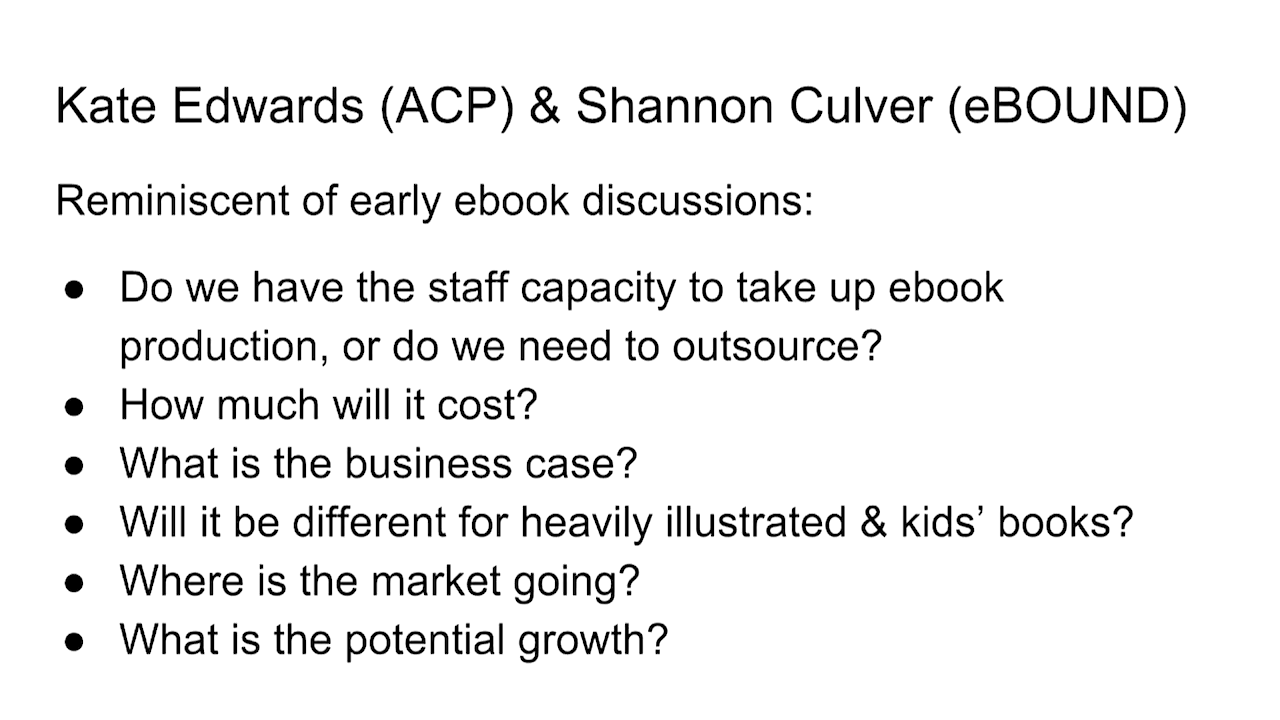 Kate Edwards (ACP) & Shannon Culver (eBOUND)
Reminiscent of early ebook discussions:
● Do we have the staff capacity to take up ebook
production, or do we need to outsource?
● How much will it cost?
● What is the business case?
● Will it be different for heavily illustrated & kids’ books?
● Where is the market going?
● What is the potential growth?